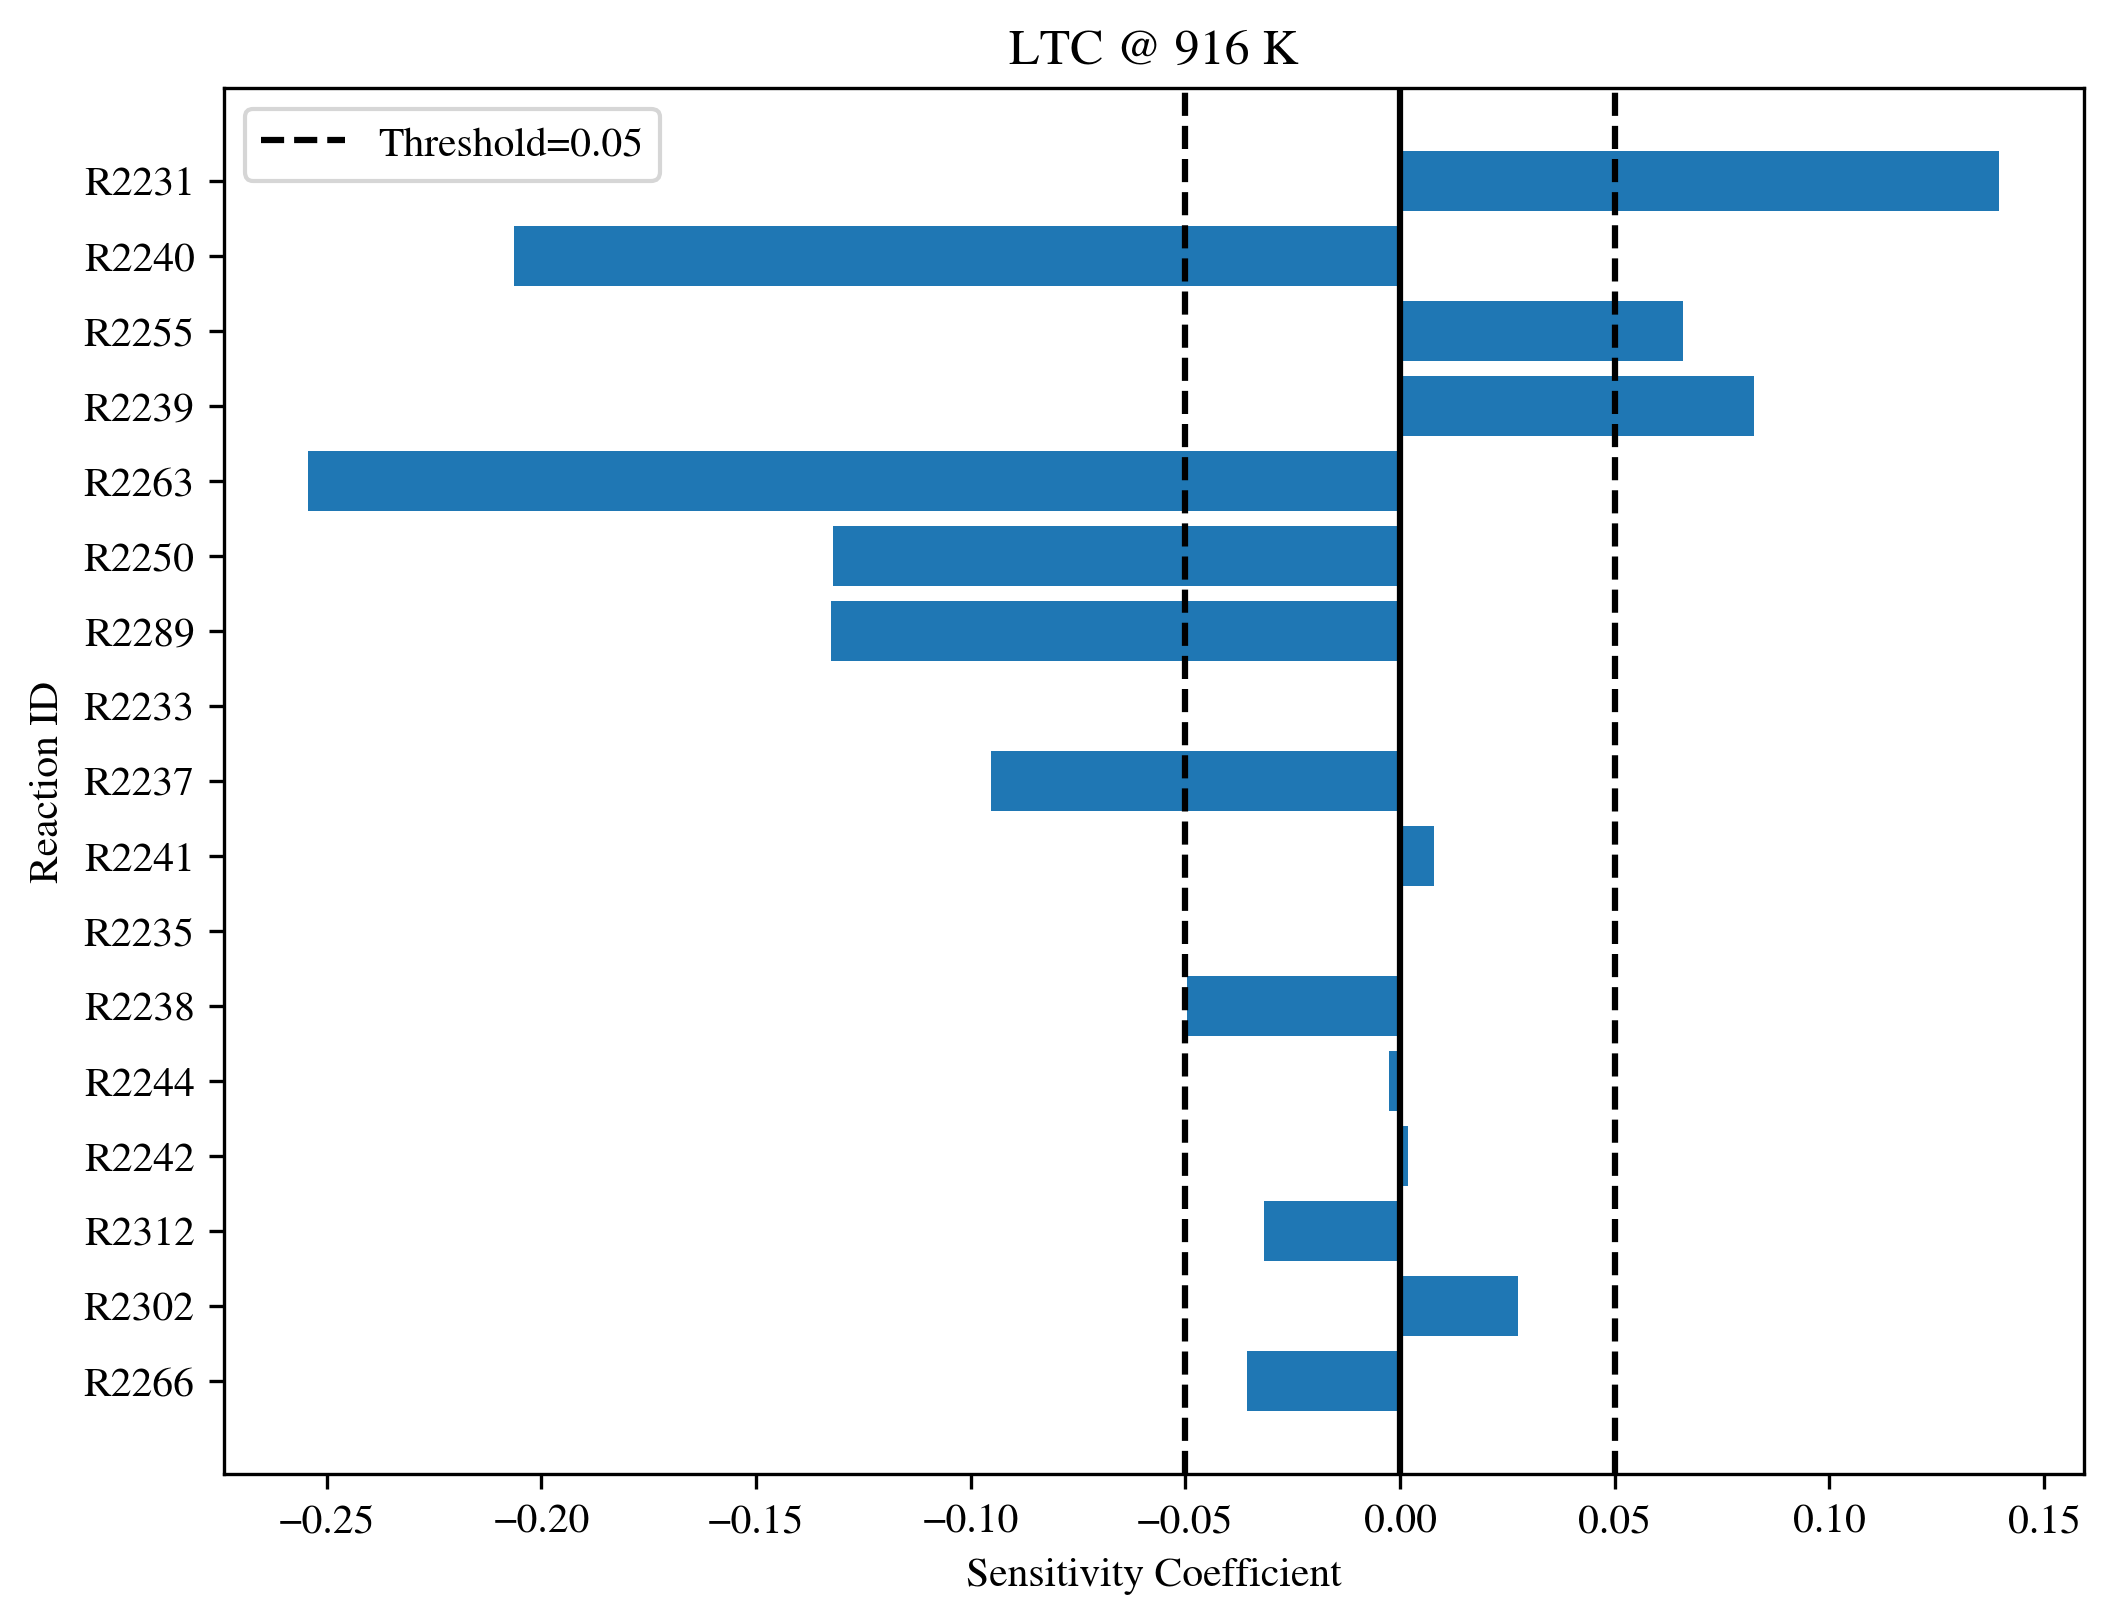 LTC @ 916 K
Threshold=0.05
R2231
R2240
R2255
R2239
R2263
R2250
R2289
R2233
R2237
R2241
R2235
R2238
R2244
R2242
R2312
R2302
R2266
Reaction ID
−0.25 −0.20 −0.15 −0.10 −0.05 0.00 0.05 0.10 0.15
Sensitivity Coefficient